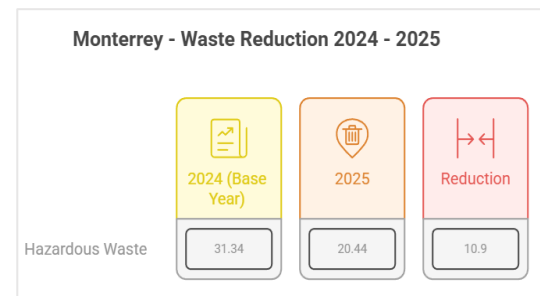 Monterrey - Waste Reduction 2024 - 2025
2024 (Base
Year)
2025
Reduction
Hazardous Waste
31.34
20.44
10.9